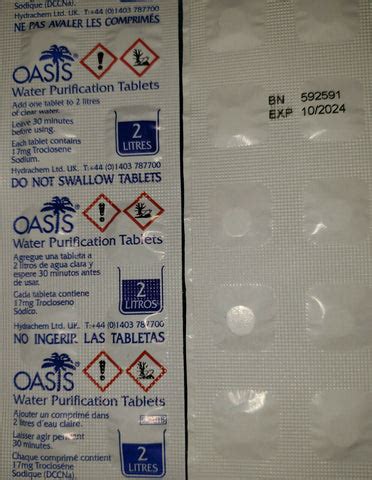 Sodique (DCCNa).
Hydrachem Ltd. UK. T:+44 (0)1403 787700
NE PAS AVALER LES COMPRIMÉS
OASIS
Water Purification Tablets
Add one tablet to 2 litres
of clear water.
Leave 30 minutes
before using.
Each tablet contains
17mg Troclosene
Sodium.
2
LITRES
Hydrachem Ltd. UK. T:+44 (0)1403 787700
DO NOT SWALLOW TABLETS
OASIS
Water Purification Tablets
Agregue una tableta a
2 litros de agua clara y
espere 30 minutos antes
de usar.
Cada tableta contiene
17mg Trocloseno
Sódico.
2
LITROS
Hydrachem Ltd. UK. T:+44 (0)1403 787700
NO INGERIR LAS TABLETAS
OASIS
Water Purification Tablets
Ajouter un comprimé dans
2 litres d'eau claire.
Laisser agir pendant
30 minutes.
Chaque comprimé contient
17mg Troclosène
Sodique (DCCNa)
2
LITRES
BN 592591
EXP 10/2024